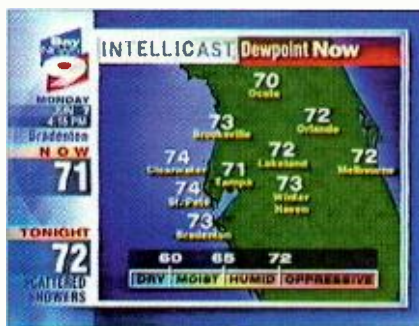 Bay
News
9
INTELLICAST Dewpoint Now
MONDAY
4:15 PM
Bradenton
NOW
71
TONIGHT
72
SCATTERED
SHOWERS
70
Ocala
73
Brooksville
72
Orlando
74
Clearwater
71
Tampa
72
Lakeland
72
Melbourne
74
St. Pete
73
Winter
Haven
73
Bradenton
60 65 72
DRY MOIST HUMID OPPRESSIVE